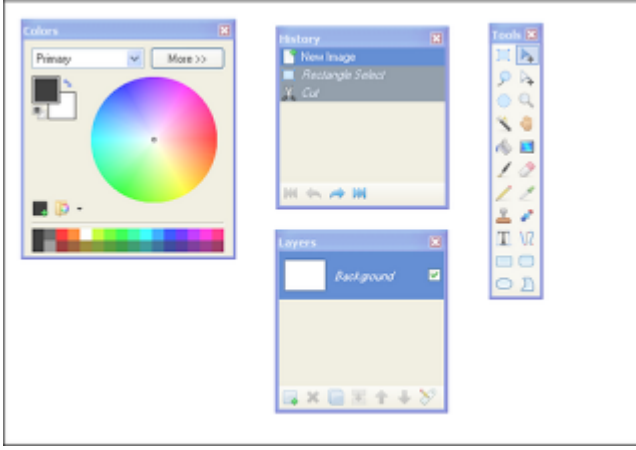 Colors
Primary
More >>
History
New Image
Rectangle Select
Cut
Layers
Background
Tools